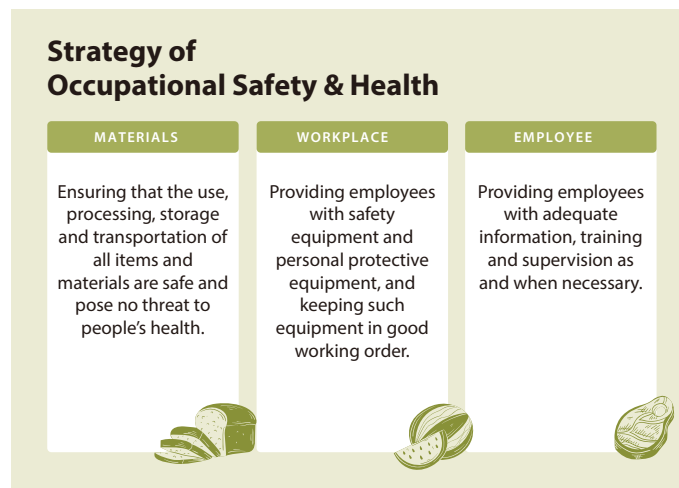 Strategy of
Occupational Safety & Health
MATERIALS
Ensuring that the use,
processing, storage
and transportation of
all items and
materials are safe and
pose no threat to
people’s health.
WORKPLACE
Providing employees
with safety
equipment and
personal protective
equipment, and
keeping such
equipment in good
working order.
EMPLOYEE
Providing employees
with adequate
information, training
and supervision as
and when necessary.